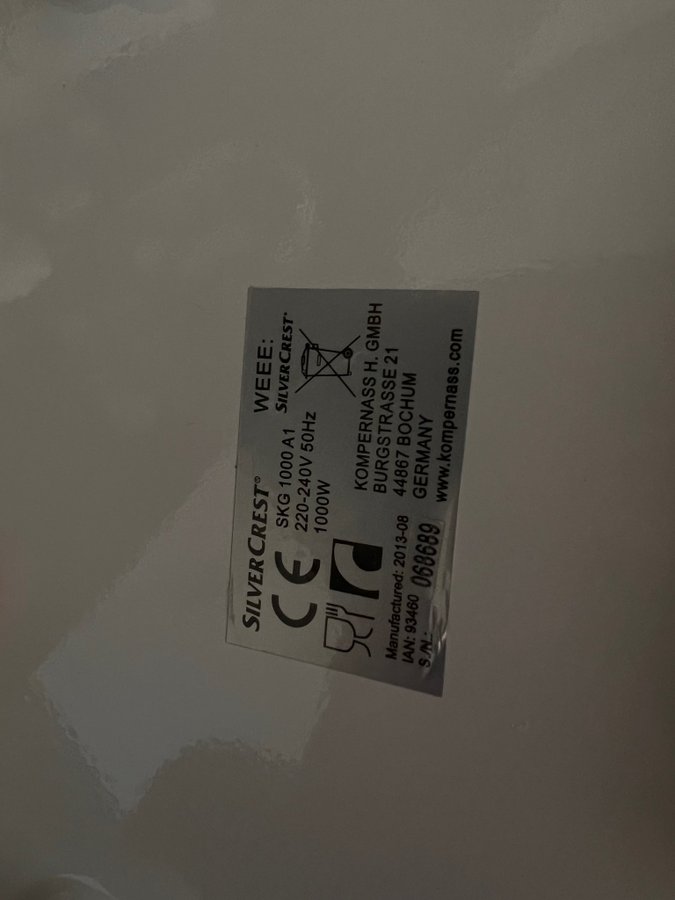 SILVERCREST®
SKG 1000 A1
220-240V 50Hz
1000W
WEEE:
SILVERCREST®
CE
KOMPERNASS H. GMBH
BURGSTRASSE 21
44867 BOCHUM
GERMANY
www.kompernass.com
Manufactured: 2013-08
IAN: 93460
S./N.: 068689